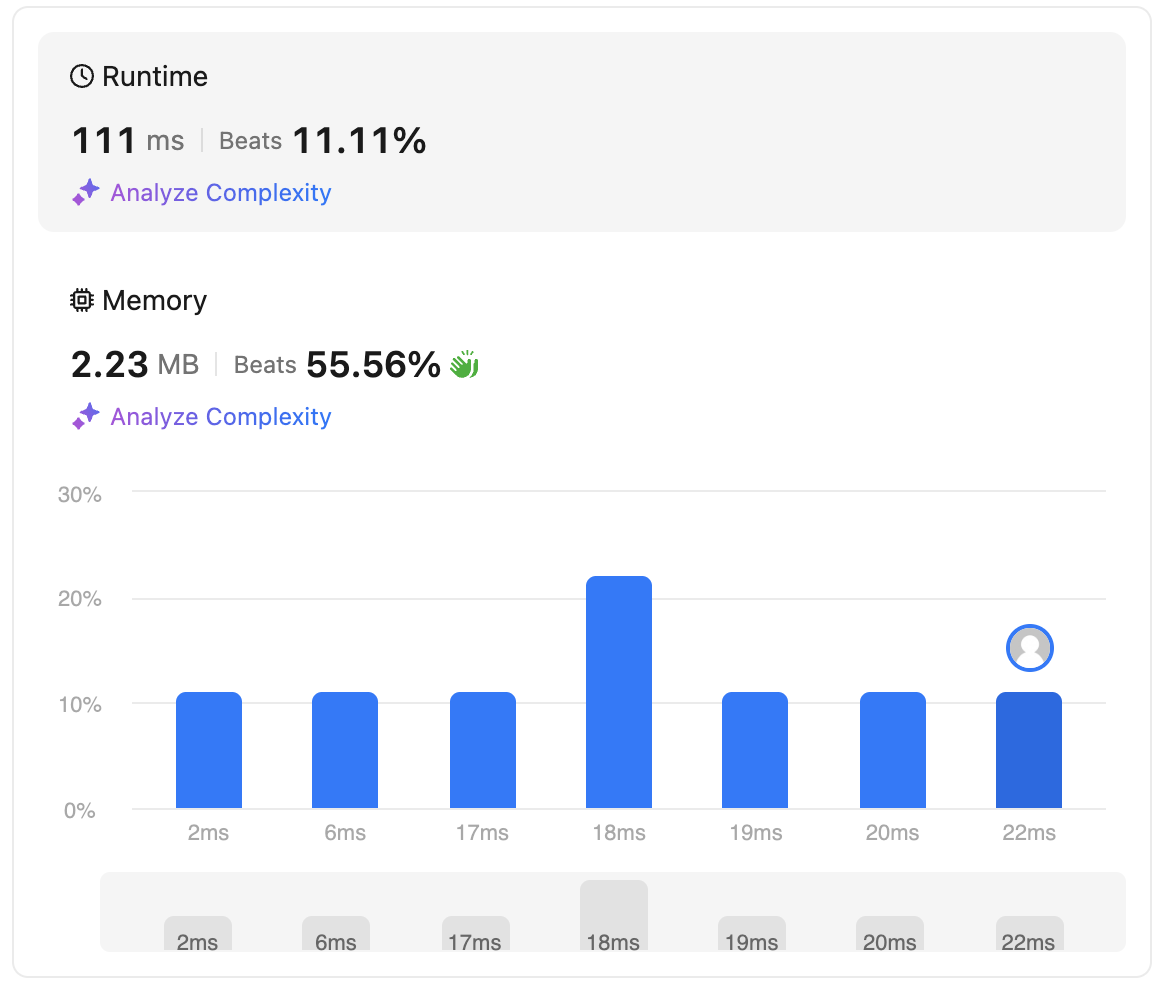 Runtime
111 ms Beats 11.11%
Analyze Complexity
Memory
2.23 MB Beats 55.56%
Analyze Complexity
30%
20%
10%
0%
2ms 6ms 17ms 18ms 19ms 20ms 22ms
2ms 6ms 17ms 18ms 19ms 20ms 22ms